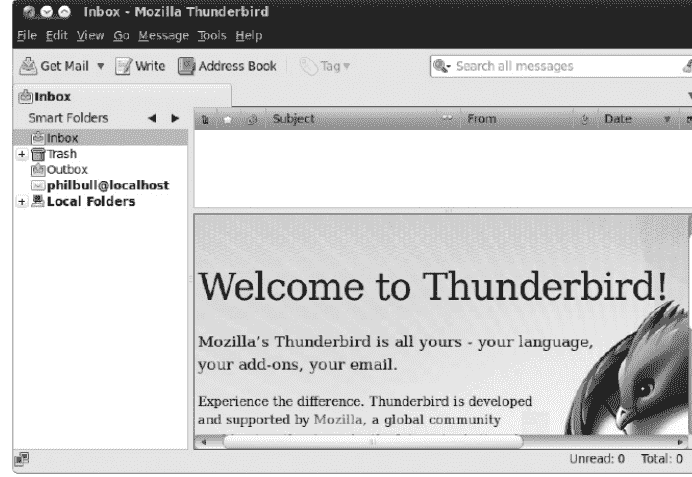 Inbox - Mozilla Thunderbird
File Edit View Go Message Tools Help
Get Mail Write Address Book Tag Search all messages
Inbox
Smart Folders
Subject From Date
Inbox
Trash
Outbox
philbull@localhost
Local Folders
Welcome to Thunderbird!
Mozilla's Thunderbird is all yours - your language,
your add-ons, your email.
Experience the difference. Thunderbird is developed
and supported by Mozilla, a global community
Unread: 0 Total: 0